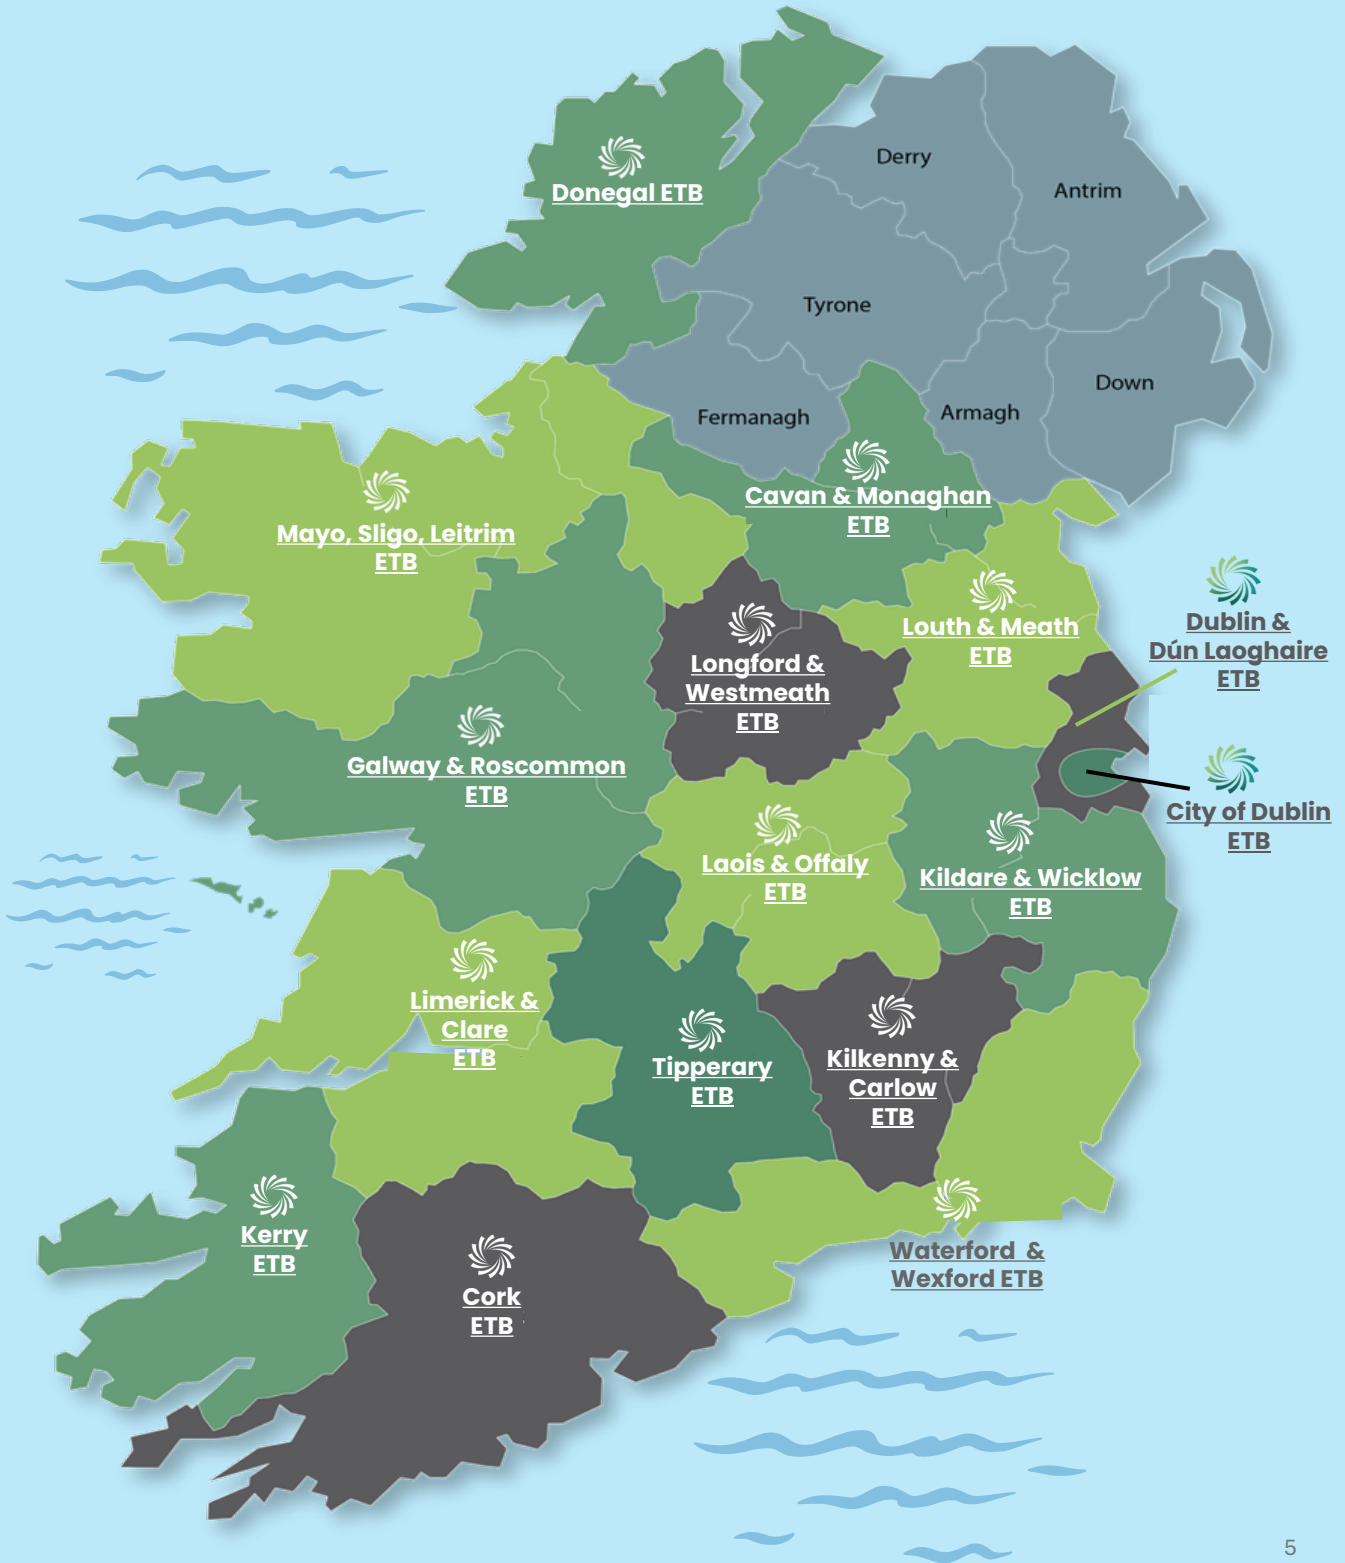 Derry
Antrim
Donegal ETB
Tyrone
Down
Fermanagh
Armagh
Cavan & Monaghan
ETB
Mayo, Sligo, Leitrim
ETB
Louth & Meath
ETB
Dublin &
Dún Laoghaire
ETB
Longford &
Westmeath
ETB
Galway & Roscommon
ETB
City of Dublin
ETB
Laois & Offaly
ETB
Kildare & Wicklow
ETB
Limerick &
Clare
ETB
Tipperary
ETB
Kilkenny &
Carlow
ETB
Kerry
ETB
Waterford &
Wexford ETB
Cork
ETB
5